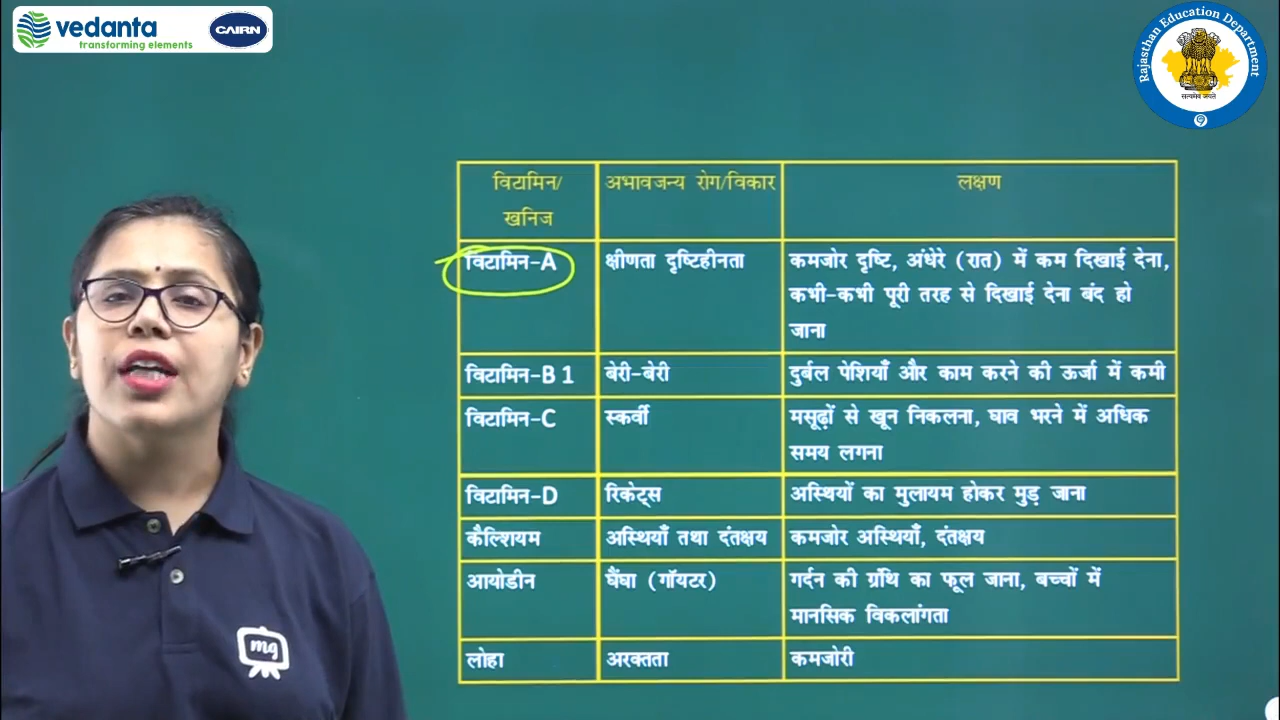 vedanta
transforming elements
CAIRN
Rajasthan Education Department
सत्यमेव जयते
विटामिन/
खनिज
अभावजन्य रोग/विकार
लक्षण
विटामिन-A
क्षीणता दृष्टिहीनता
कमजोर दृष्टि, अंधेरे (रात) में कम दिखाई देना,
कभी-कभी पूरी तरह से दिखाई देना बंद हो
जाना
विटामिन-B 1
बेरी-बेरी
दुर्बल पेशियाँ और काम करने की ऊर्जा में कमी
विटामिन-C
स्कर्वी
मसूढ़ों से खून निकलना, घाव भरने में अधिक
समय लगना
विटामिन-D
रिकेट्स
अस्थियों का मुलायम होकर मुड़ जाना
कैल्शियम
अस्थियाँ तथा दंतक्षय
कमजोर अस्थियाँ, दंतक्षय
आयोडीन
घैंघा (गॉयटर)
गर्दन की ग्रंथि का फूल जाना, बच्चों में
मानसिक विकलांगता
लोहा
अरक्तता
कमजोरी
mg